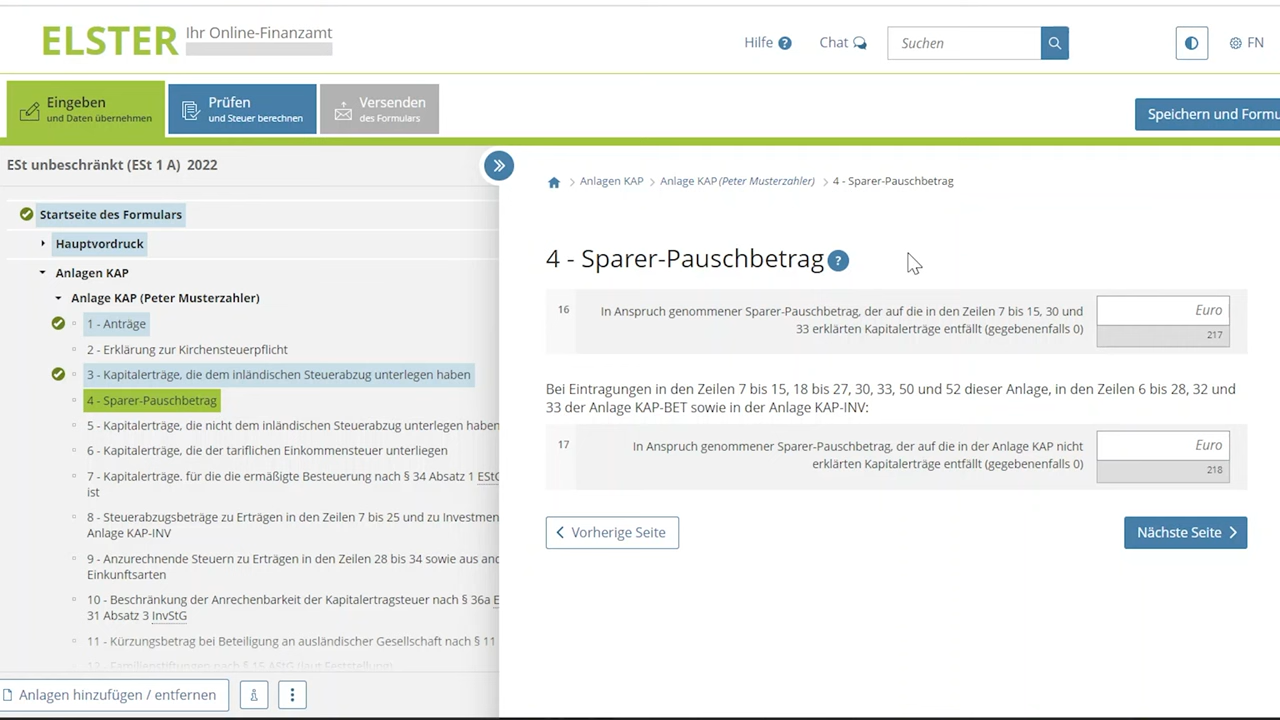 ELSTER Ihr Online-Finanzamt
Hilfe ? Chat Suchen FN
Eingeben
und Daten übernehmen
Prüfen
und Steuer berechnen
Versenden
des Formulars
Speichern und Formu
ESt unbeschränkt (ESt 1 A) 2022
Startseite des Formulars
Hauptvordruck
Anlagen KAP
Anlage KAP (Peter Musterzahler)
1 - Anträge
2 - Erklärung zur Kirchensteuerpflicht
3 - Kapitalerträge, die dem inländischen Steuerabzug unterlegen haben
4 - Sparer-Pauschbetrag
5 - Kapitalerträge, die nicht dem inländischen Steuerabzug unterlegen haben
6 - Kapitalerträge, die der tariflichen Einkommensteuer unterliegen
7 - Kapitalerträge. für die die ermäßigte Besteuerung nach § 34 Absatz 1 EStG
ist
8 - Steuerabzugsbeträge zu Erträgen in den Zeilen 7 bis 25 und zu Investmen
Anlage KAP-INV
9 - Anzurechnende Steuern zu Erträgen in den Zeilen 28 bis 34 sowie aus and
Einkunftsarten
10 - Beschränkung der Anrechenbarkeit der Kapitalertragsteuer nach § 36a E
31 Absatz 3 InvStG
11 - Kürzungsbetrag bei Beteiligung an ausländischer Gesellschaft nach § 11
12 - Familienstiftungen nach § 15 AStG (laut Feststellung)
Anlagen hinzufügen / entfernen
Anlagen KAP Anlage KAP (Peter Musterzahler) 4 - Sparer-Pauschbetrag
4 - Sparer-Pauschbetrag ?
16 In Anspruch genommener Sparer-Pauschbetrag, der auf die in den Zeilen 7 bis 15, 30 und Euro
33 erklärten Kapitalerträge entfällt (gegebenenfalls 0) 217
Bei Eintragungen in den Zeilen 7 bis 15, 18 bis 27, 30, 33, 50 und 52 dieser Anlage, in den Zeilen 6 bis 28, 32 und
33 der Anlage KAP-BET sowie in der Anlage KAP-INV:
17 In Anspruch genommener Sparer-Pauschbetrag, der auf die in der Anlage KAP nicht Euro
erklärten Kapitalerträge entfällt (gegebenenfalls 0) 218
Vorherige Seite
Nächste Seite